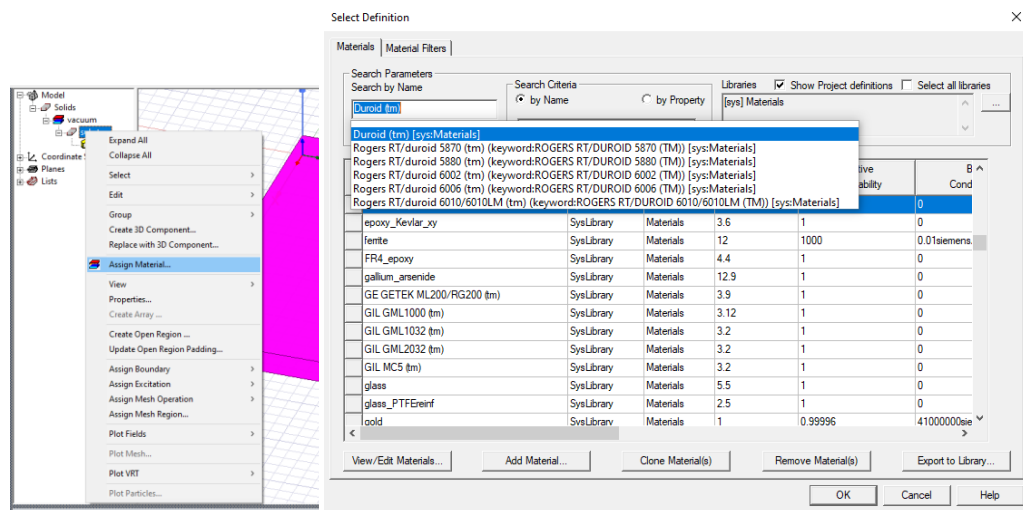 Model
Solids
vacuum
Coordinate
Planes
Lists
Expand All
Collapse All
Select
Edit
Group
Create 3D Component...
Replace with 3D Component...
Assign Material...
View
Properties...
Create Array ...
Create Open Region ...
Update Open Region Padding...
Assign Boundary
Assign Excitation
Assign Mesh Operation
Assign Mesh Region...
Plot Fields
Plot Mesh...
Plot VRT
Plot Particles...
Select Definition
Materials Material Filters
Search Parameters
Search by Name
Duroid (tm)
Search Criteria
by Name by Property
Libraries Show Project definitions Select all libraries
[sys] Materials
...
Duroid (tm) [sys:Materials]
Rogers RT/duroid 5870 (tm) (keyword:ROGERS RT/DUROID 5870 (TM)) [sys:Materials]
Rogers RT/duroid 5880 (tm) (keyword:ROGERS RT/DUROID 5880 (TM)) [sys:Materials]
Rogers RT/duroid 6002 (tm) (keyword:ROGERS RT/DUROID 6002 (TM)) [sys:Materials]
Rogers RT/duroid 6006 (tm) (keyword:ROGERS RT/DUROID 6006 (TM)) [sys:Materials]
Rogers RT/duroid 6010/6010LM (tm) (keyword:ROGERS RT/DUROID 6010/6010LM (TM)) [sys:Materials]
tive B
ability Cond
0
epoxy_Kevlar_xy SysLibrary Materials 3.6 1 0
ferrite SysLibrary Materials 12 1000 0.01siemens.
FR4_epoxy SysLibrary Materials 4.4 1 0
gallium_arsenide SysLibrary Materials 12.9 1 0
GE GETEK ML200/RG200 (tm) SysLibrary Materials 3.9 1 0
GIL GML1000 (tm) SysLibrary Materials 3.12 1 0
GIL GML1032 (tm) SysLibrary Materials 3.2 1 0
GIL GML2032 (tm) SysLibrary Materials 3.2 1 0
GIL MC5 (tm) SysLibrary Materials 3.2 1 0
glass SysLibrary Materials 5.5 1 0
glass_PTFEreinf SysLibrary Materials 2.5 1 0
gold SysLibrary Materials 1 0.99996 41000000sie
View/Edit Materials... Add Material... Clone Material(s) Remove Material(s) Export to Library...
OK Cancel Help